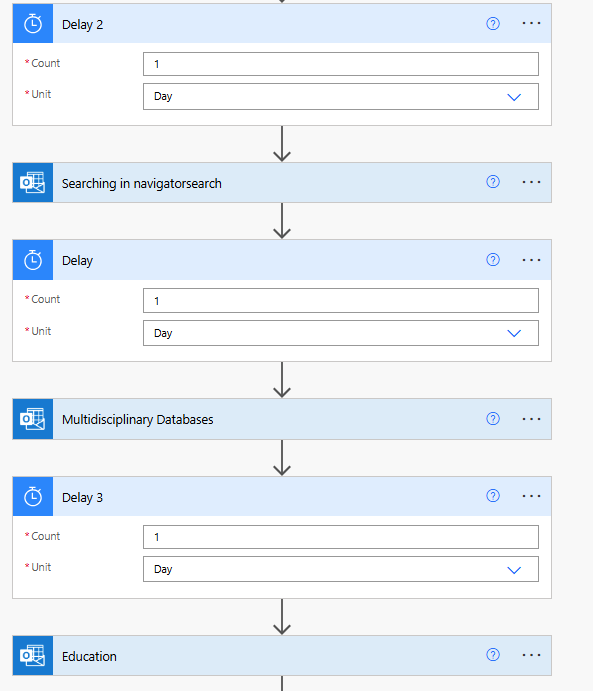 Delay 2
* Count 1
* Unit Day
Searching in navigatorsearch
Delay
* Count 1
* Unit Day
Multidisciplinary Databases
Delay 3
* Count 1
* Unit Day
Education